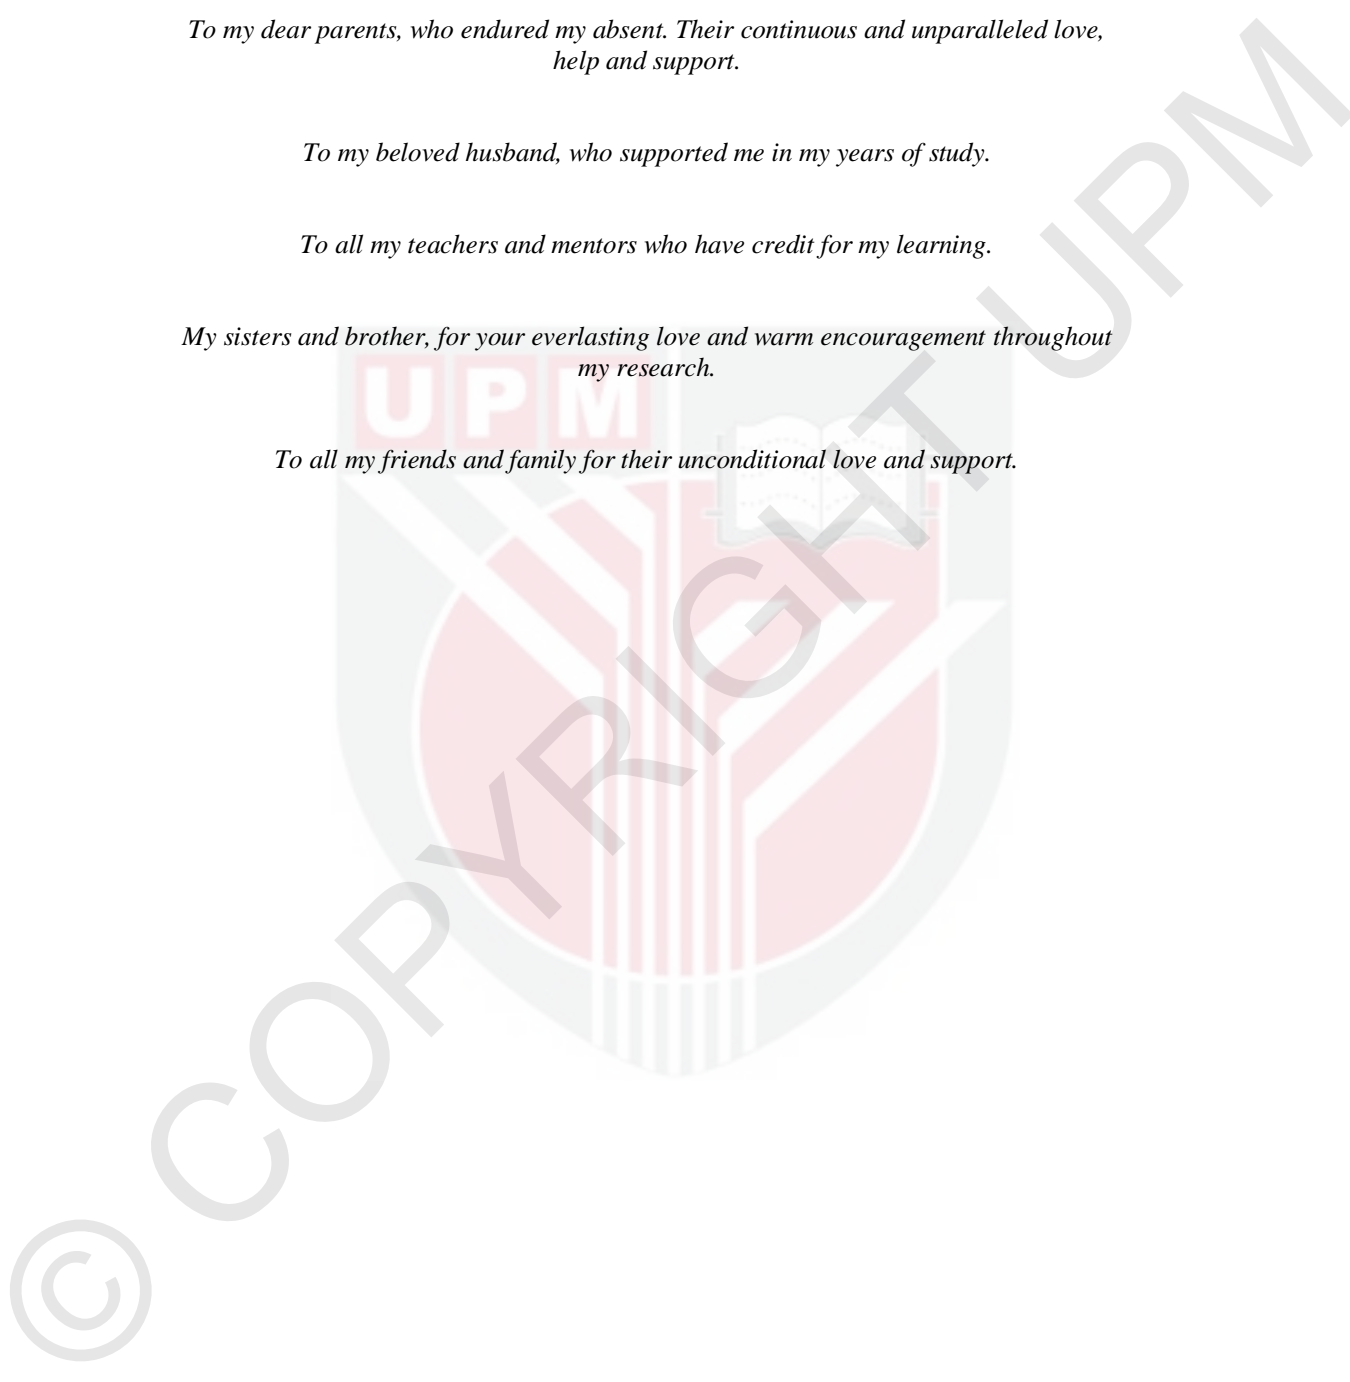 To my dear parents, who endured my absent. Their continuous and unparalleled love,
help and support.
To my beloved husband, who supported me in my years of study.
To all my teachers and mentors who have credit for my learning.
My sisters and brother, for your everlasting love and warm encouragement throughout
my research.
UPM
To all my friends and family for their unconditional love and support.
© COPYRIGHT UPM